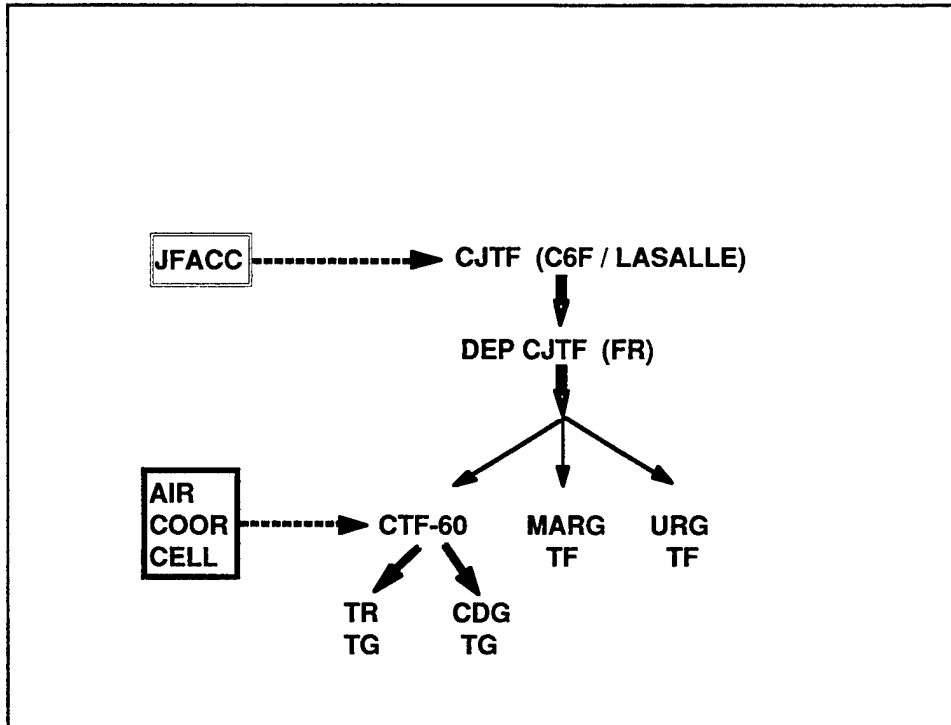 JFACC
CJTF (C6F / LASALLE)
DEP CJTF (FR)
AIR
COOR
CELL
CTF-60
MARG
TF
URG
TF
TR
TG
CDG
TG